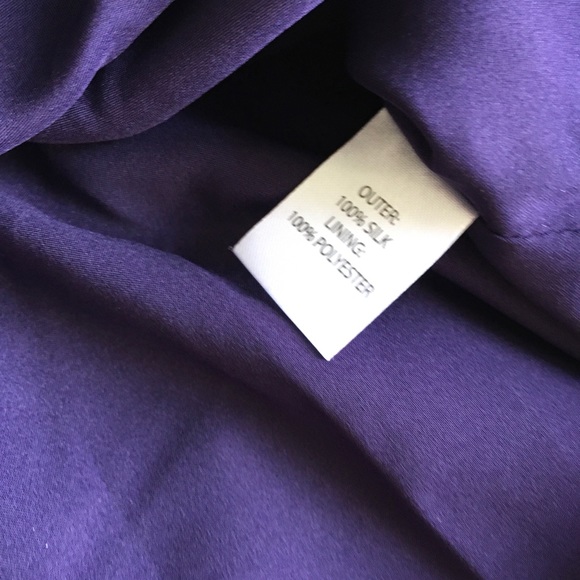 OUTER:
100% SILK
LINING:
100% POLYESTER